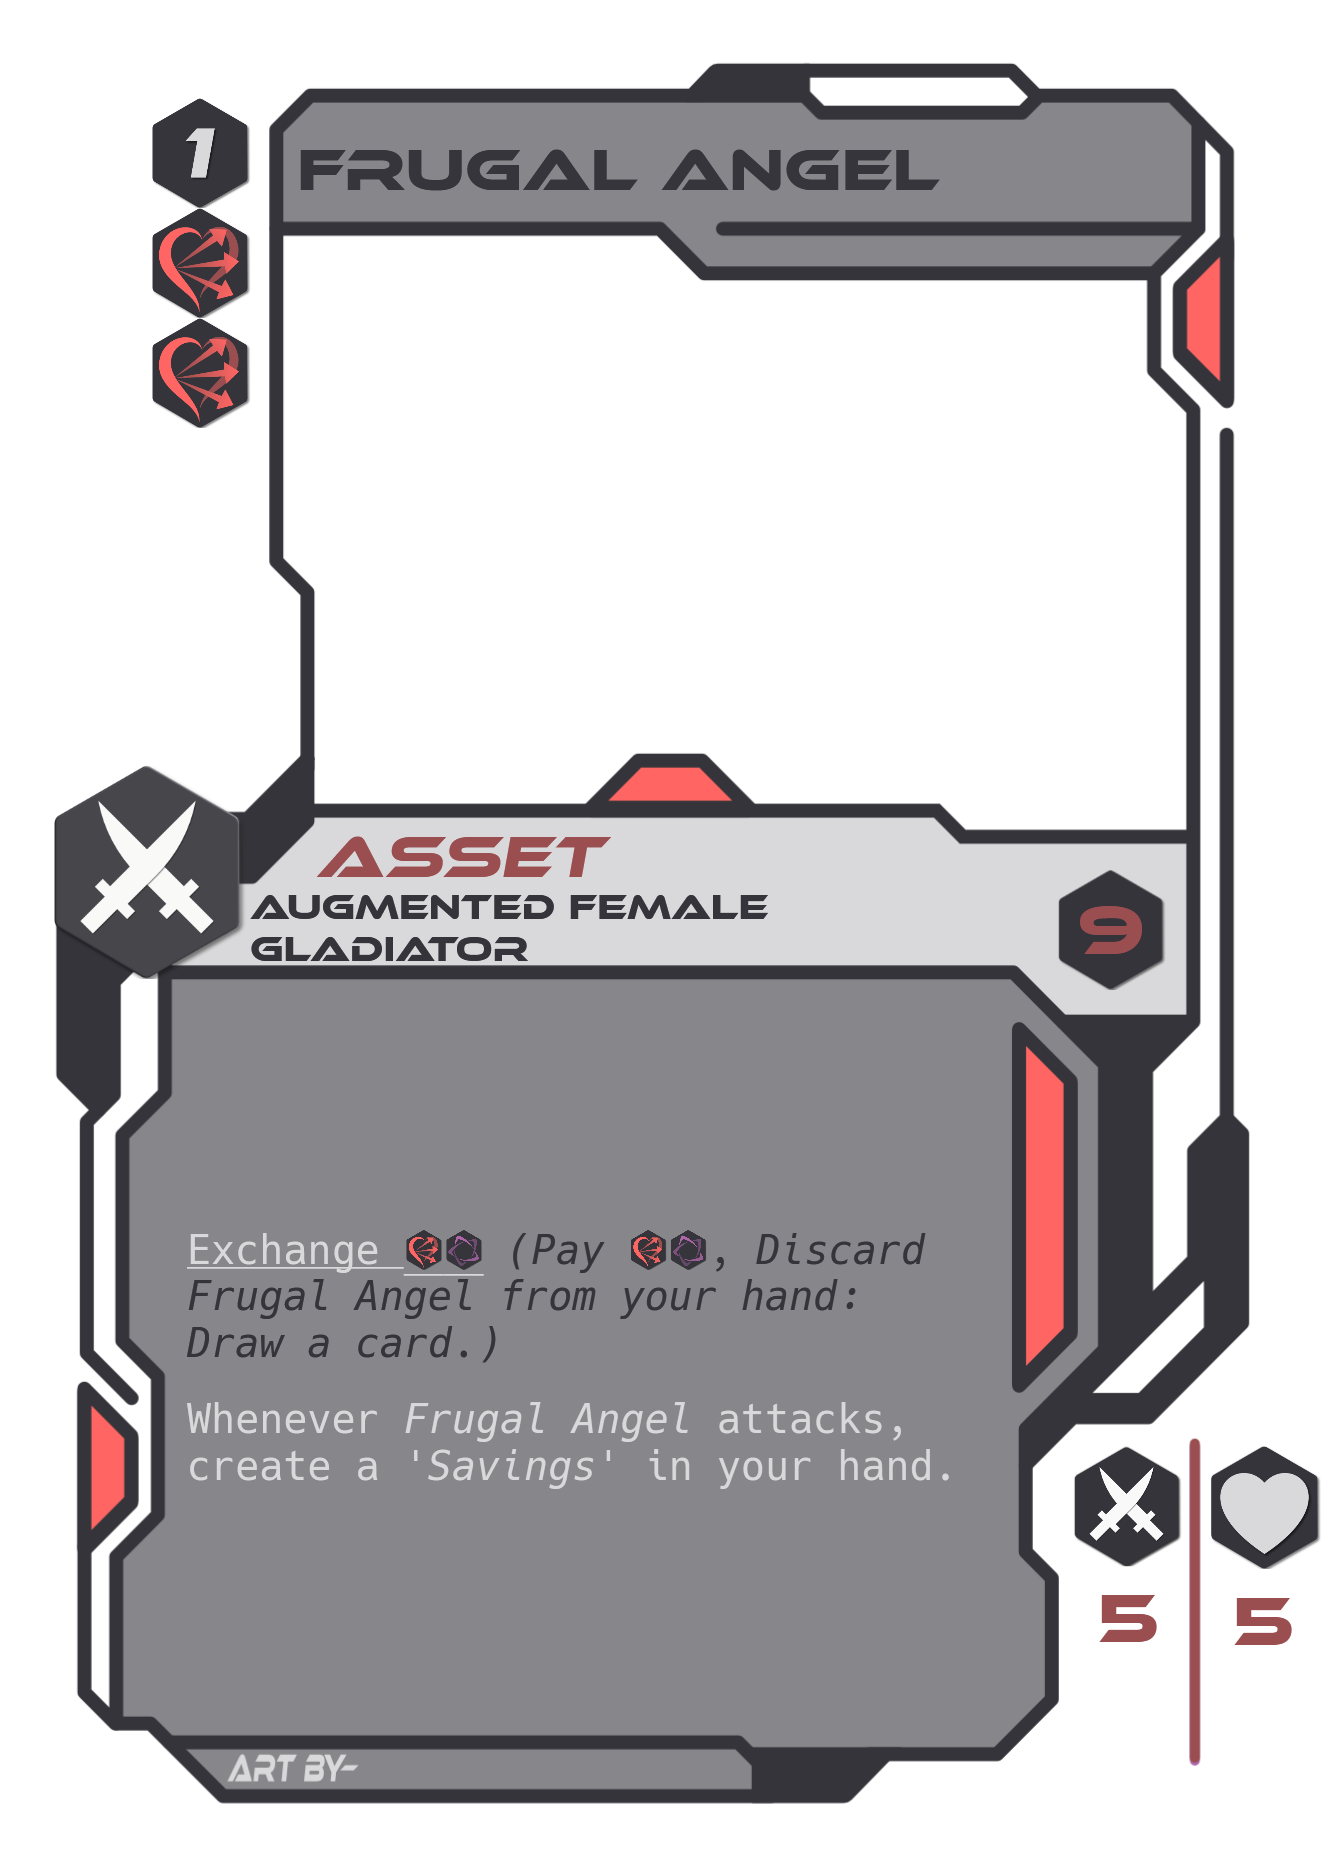 1
FRUGAL ANGEL
ASSET
AUGMENTED FEMALE
GLADIATOR
9
Exchange (Pay , Discard
Frugal Angel from your hand:
Draw a card.)
Whenever Frugal Angel attacks,
create a 'Savings' in your hand.
5
5
ART BY-